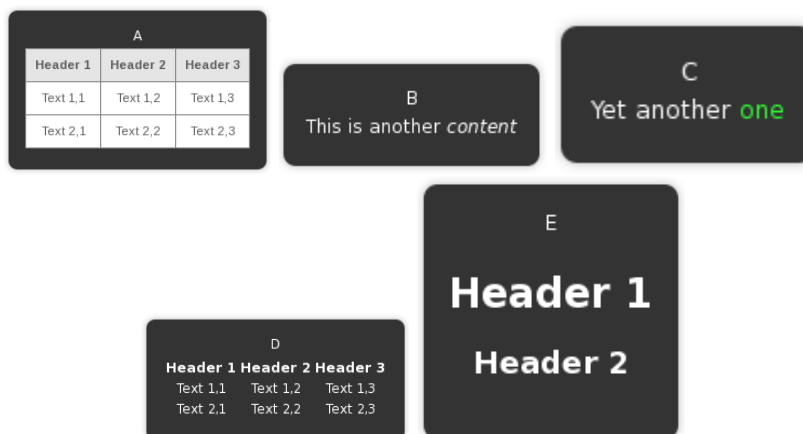 A
Header 1 Header 2 Header 3
Text 1,1 Text 1,2 Text 1,3
Text 2,1 Text 2,2 Text 2,3
B
This is another content
C
Yet another one
D
Header 1 Header 2 Header 3
Text 1,1 Text 1,2 Text 1,3
Text 2,1 Text 2,2 Text 2,3
E
Header 1
Header 2